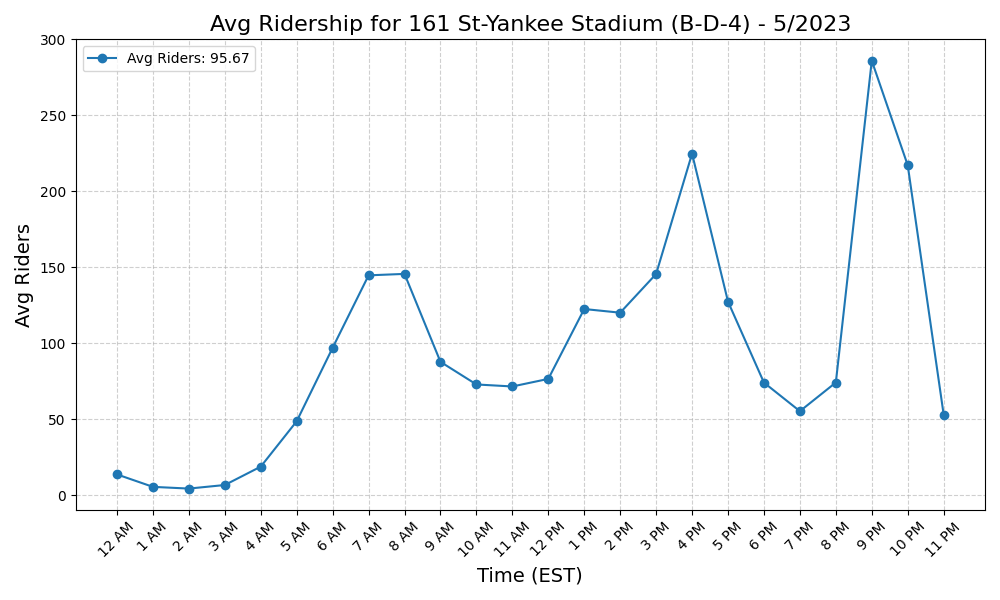 Avg Ridership for 161 St-Yankee Stadium (B-D-4) - 5/2023
Avg Riders: 95.67
Avg Riders
300
250
200
150
100
50
0
12 AM
1 AM
2 AM
3 AM
4 AM
5 AM
6 AM
7 AM
8 AM
9 AM
10 AM
11 AM
12 PM
1 PM
2 PM
3 PM
4 PM
5 PM
6 PM
7 PM
8 PM
9 PM
10 PM
11 PM
Time (EST)